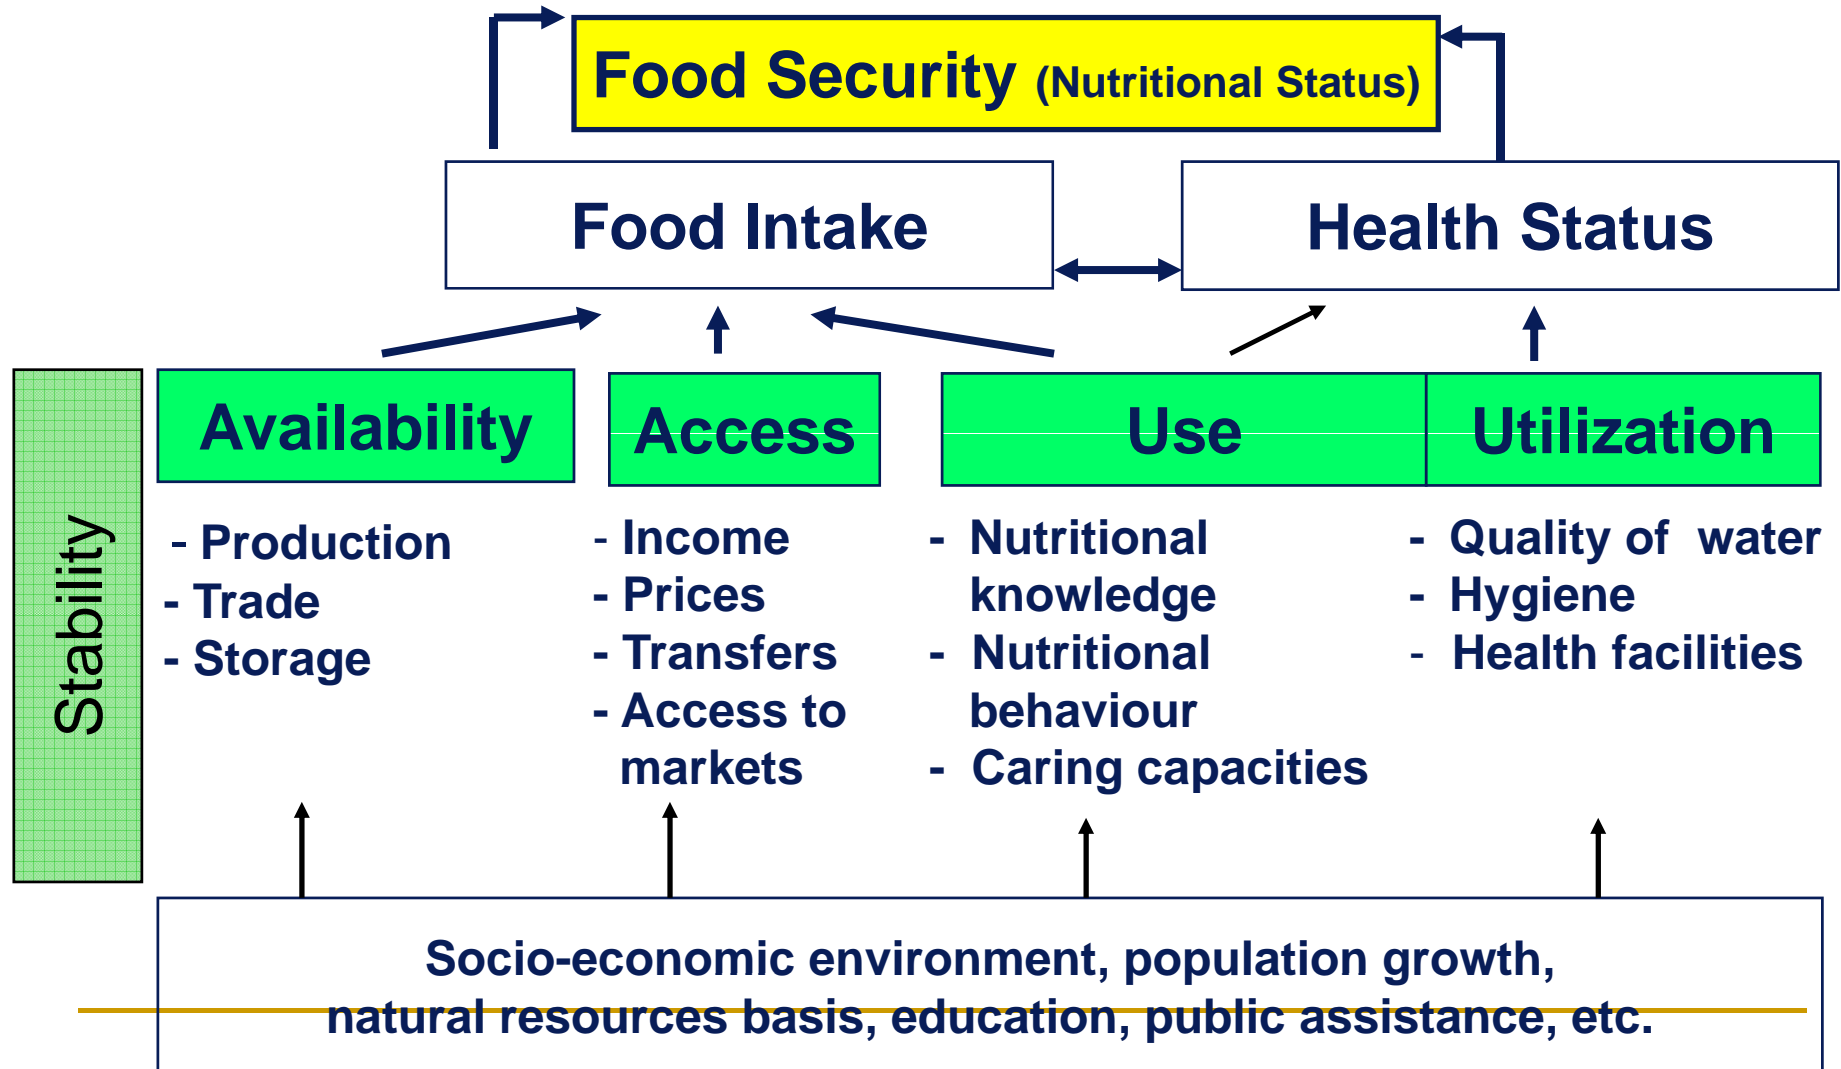 Food Security (Nutritional Status)
Food Intake
Health Status
Stability
Availability
- Production
- Trade
- Storage
Access
- Income
- Prices
- Transfers
- Access to
markets
Use
- Nutritional
knowledge
- Nutritional
behaviour
- Caring capacities
Utilization
- Quality of water
- Hygiene
- Health facilities
Socio-economic environment, population growth,
natural resources basis, education, public assistance, etc.